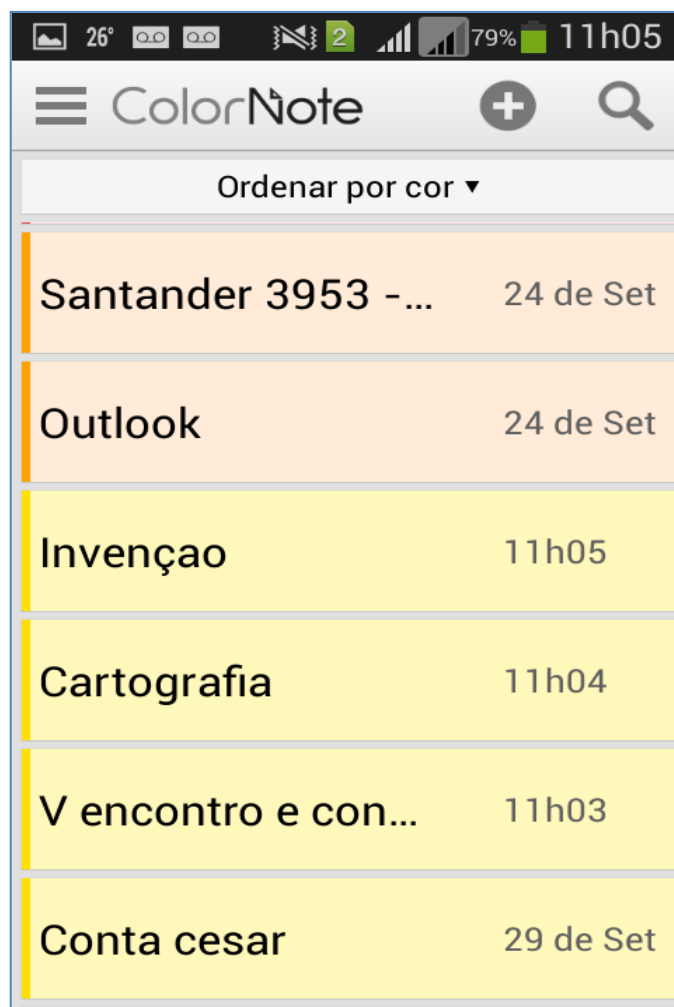 26° 2 79% 11h05
ColorNote
Ordenar por cor ▾
Santander 3953 -... 24 de Set
Outlook 24 de Set
Invençao 11h05
Cartografia 11h04
V encontro e con... 11h03
Conta cesar 29 de Set